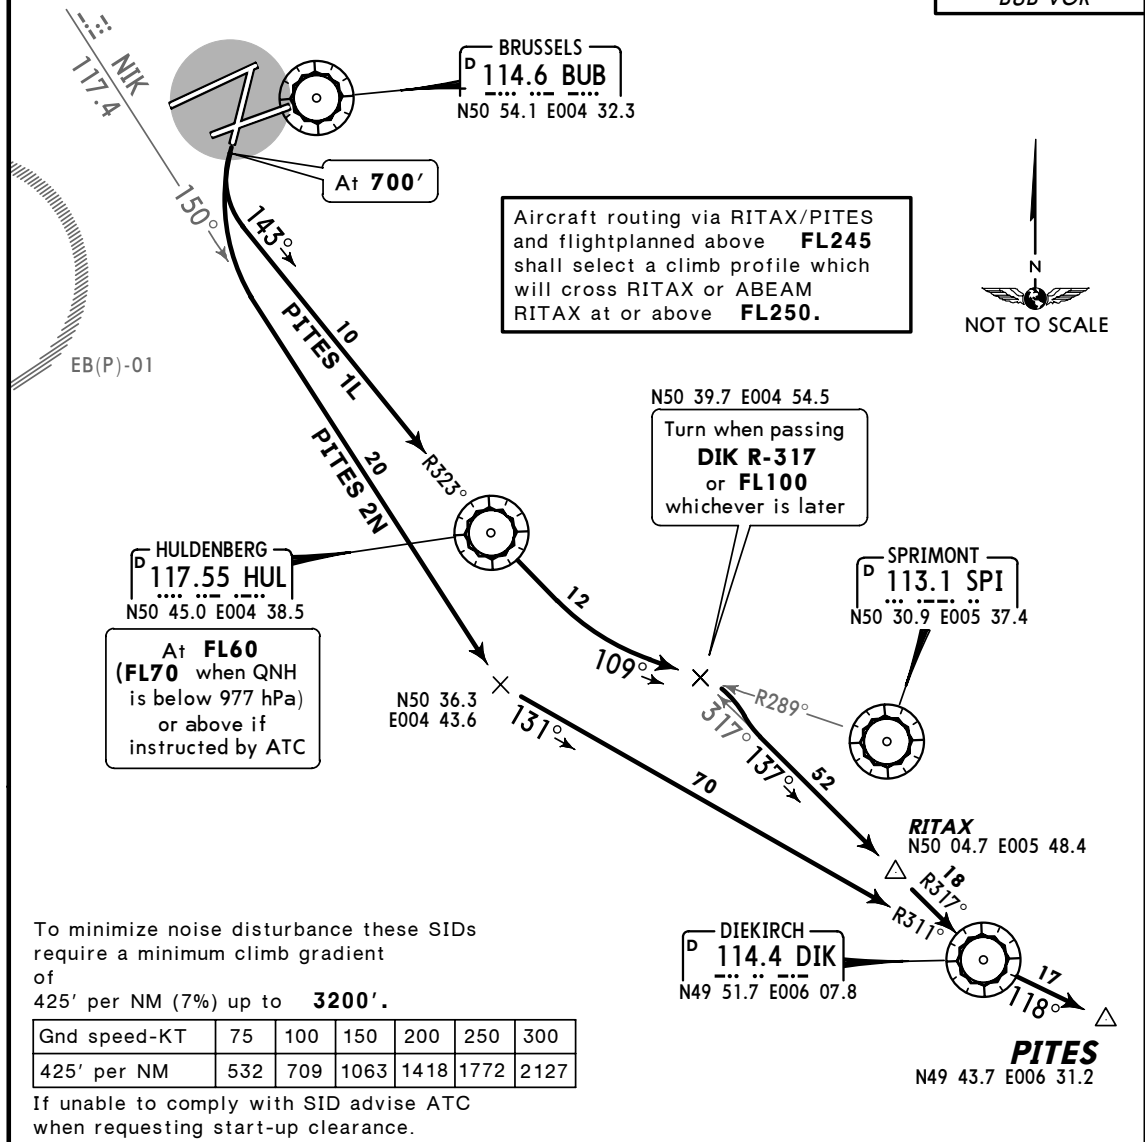 BUB VOR
NIK
117.4
BRUSSELS
D 114.6 BUB
N50 54.1 E004 32.3
At 700'
150°
143°
Aircraft routing via RITAX/PITES
and flightplanned above FL245
shall select a climb profile which
will cross RITAX or ABEAM
RITAX at or above FL250.
N
NOT TO SCALE
EB(P)-01
10
PITES 1L
20
PITES 2N
R323°
N50 39.7 E004 54.5
Turn when passing
DIK R-317
or FL100
whichever is later
HULDENBERG
D 117.55 HUL
N50 45.0 E004 38.5
At FL60
(FL70 when QNH
is below 977 hPa)
or above if
instructed by ATC
SPRIMONT
D 113.1 SPI
N50 30.9 E005 37.4
12
109°
N50 36.3
E004 43.6
131°
R289°
317°
137°
52
70
RITAX
N50 04.7 E005 48.4
18
R317°
R311°
DIEKIRCH
D 114.4 DIK
N49 51.7 E006 07.8
17
118°
PITES
N49 43.7 E006 31.2
To minimize noise disturbance these SIDs
require a minimum climb gradient
of
425' per NM (7%) up to 3200'.
Gnd speed-KT 75 100 150 200 250 300
425' per NM 532 709 1063 1418 1772 2127
If unable to comply with SID advise ATC
when requesting start-up clearance.